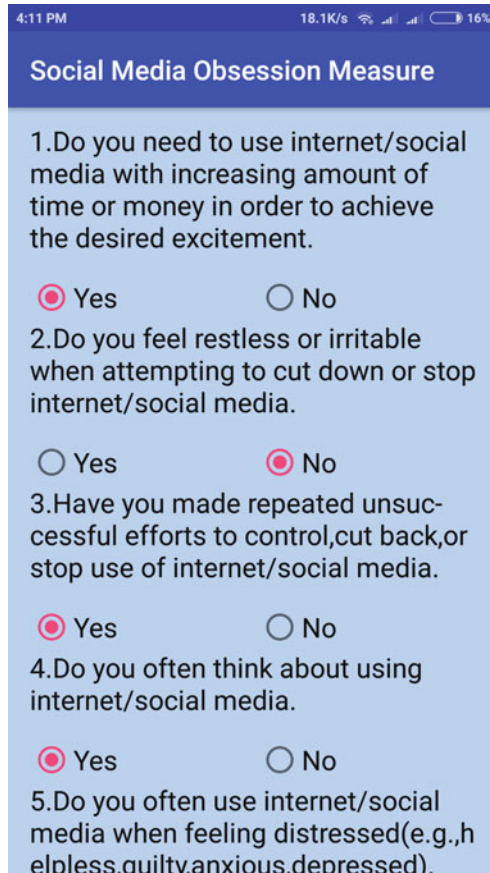 4:11 PM 18.1K/s 16%
Social Media Obsession Measure
1.Do you need to use internet/social
media with increasing amount of
time or money in order to achieve
the desired excitement.
Yes No
2.Do you feel restless or irritable
when attempting to cut down or stop
internet/social media.
Yes No
3.Have you made repeated unsuc-
cessful efforts to control,cut back,or
stop use of internet/social media.
Yes No
4.Do you often think about using
internet/social media.
Yes No
5.Do you often use internet/social
media when feeling distressed(e.g.,h
elpless,guilty,anxious,depressed).